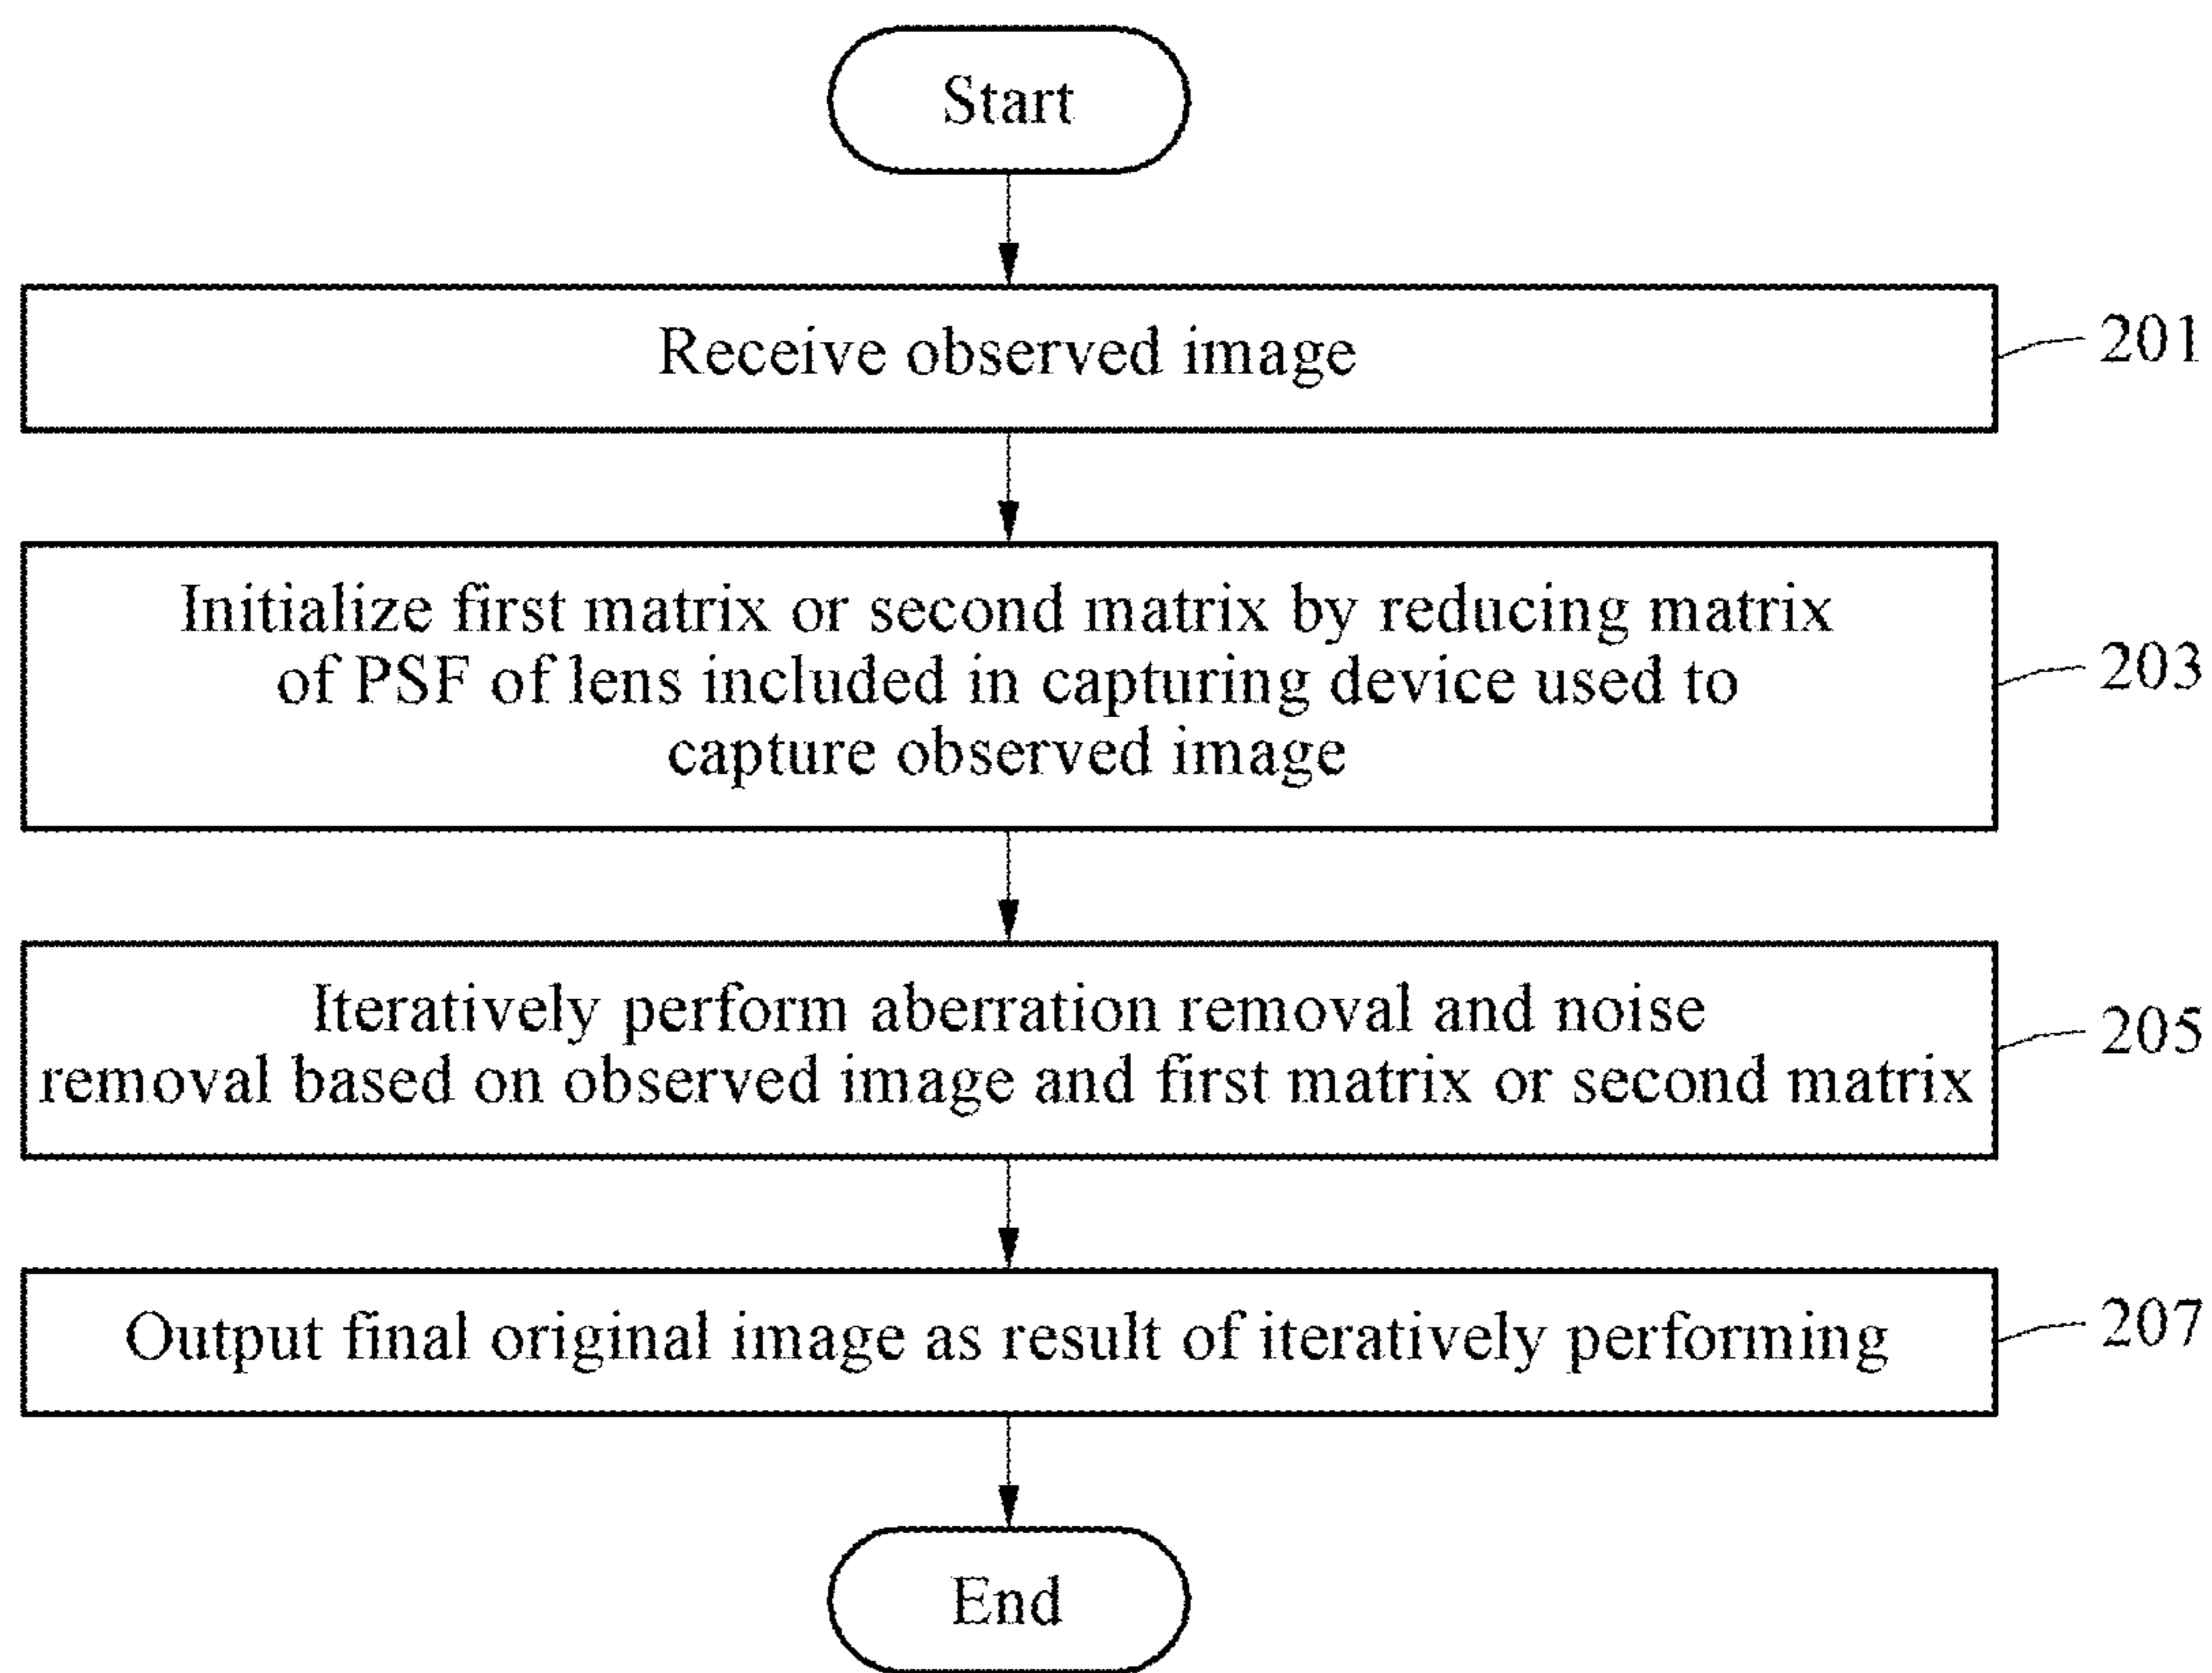 Start
Receive observed image
201
Initialize first matrix or second matrix by reducing matrix
of PSF of lens included in capturing device used to
capture observed image
203
Iteratively perform aberration removal and noise
removal based on observed image and first matrix or second matrix
205
Output final original image as result of iteratively performing
207
End